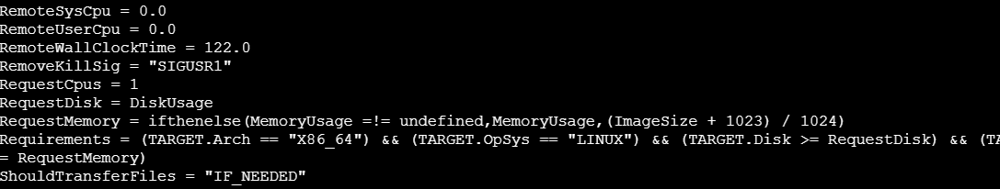 RemoteSysCpu = 0.0
RemoteUserCpu = 0.0
RemoteWallClockTime = 122.0
RemoveKillSig = "SIGUSR1"
RequestCpus = 1
RequestDisk = DiskUsage
RequestMemory = ifthenelse(MemoryUsage =!= undefined,MemoryUsage,(ImageSize + 1023) / 1024)
Requirements = (TARGET.Arch == "X86_64") && (TARGET.OpSys == "LINUX") && (TARGET.Disk >= RequestDisk) && (TA
= RequestMemory)
ShouldTransferFiles = "IF_NEEDED"